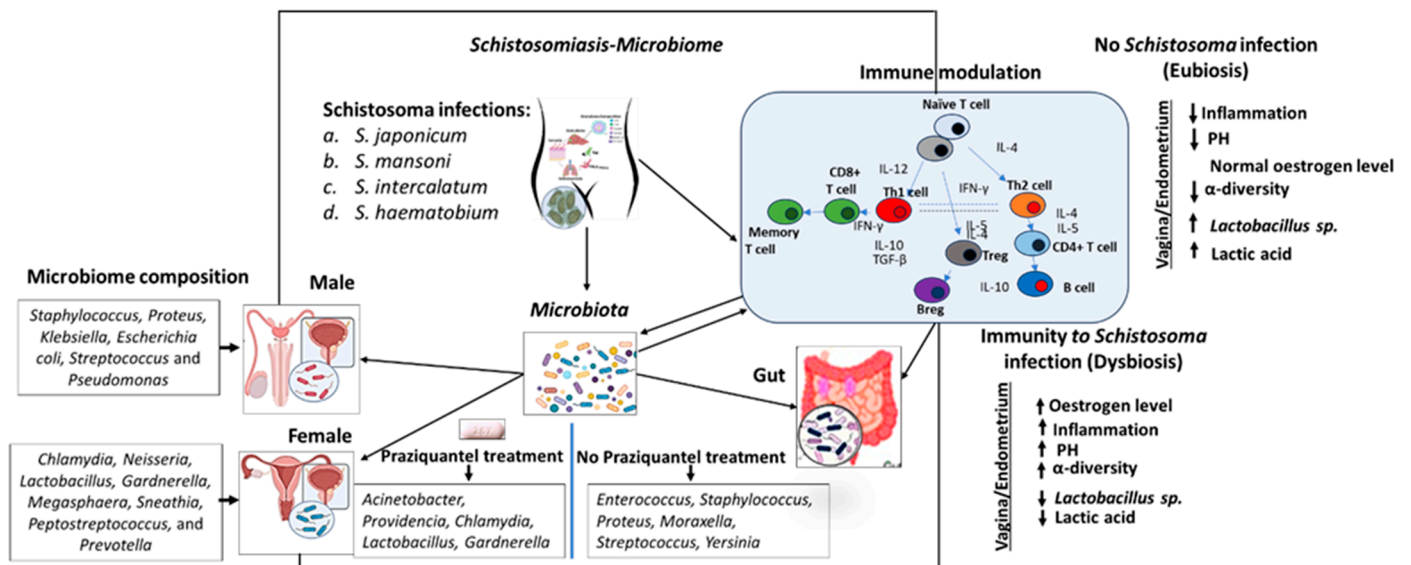 Schistosomiasis-Microbiome
Schistosoma infections:
a. S. japonicum
b. S. mansoni
c. S. intercalatum
d. S. haematobium
Immune modulation
Naïve T cell
IL-4
IL-12
CD8+
T cell
Th1 cell
IFN-γ
Th2 cell
Memory
T cell
IFN-γ
IL-10
TGF-β
IL-5
IL-4
Treg
IL-4
IL-5
CD4+ T cell
IL-10
B cell
Breg
No Schistosoma infection
(Eubiosis)
Vagina/Endometrium
Inflammation
PH
Normal oestrogen level
α-diversity
Lactobacillus sp.
Lactic acid
Immunity to Schistosoma
infection (Dysbiosis)
Vagina/Endometrium
Oestrogen level
Inflammation
PH
α-diversity
Lactobacillus sp.
Lactic acid
Microbiome composition
Staphylococcus, Proteus,
Klebsiella, Escherichia
coli, Streptococcus and
Pseudomonas
Male
Microbiota
Gut
Female
Chlamydia, Neisseria,
Lactobacillus, Gardnerella,
Megasphaera, Sneathia,
Peptostreptococcus, and
Prevotella
Praziquantel treatment
Acinetobacter,
Providencia, Chlamydia,
Lactobacillus, Gardnerella
No Praziquantel treatment
Enterococcus, Staphylococcus,
Proteus, Moraxella,
Streptococcus, Yersinia